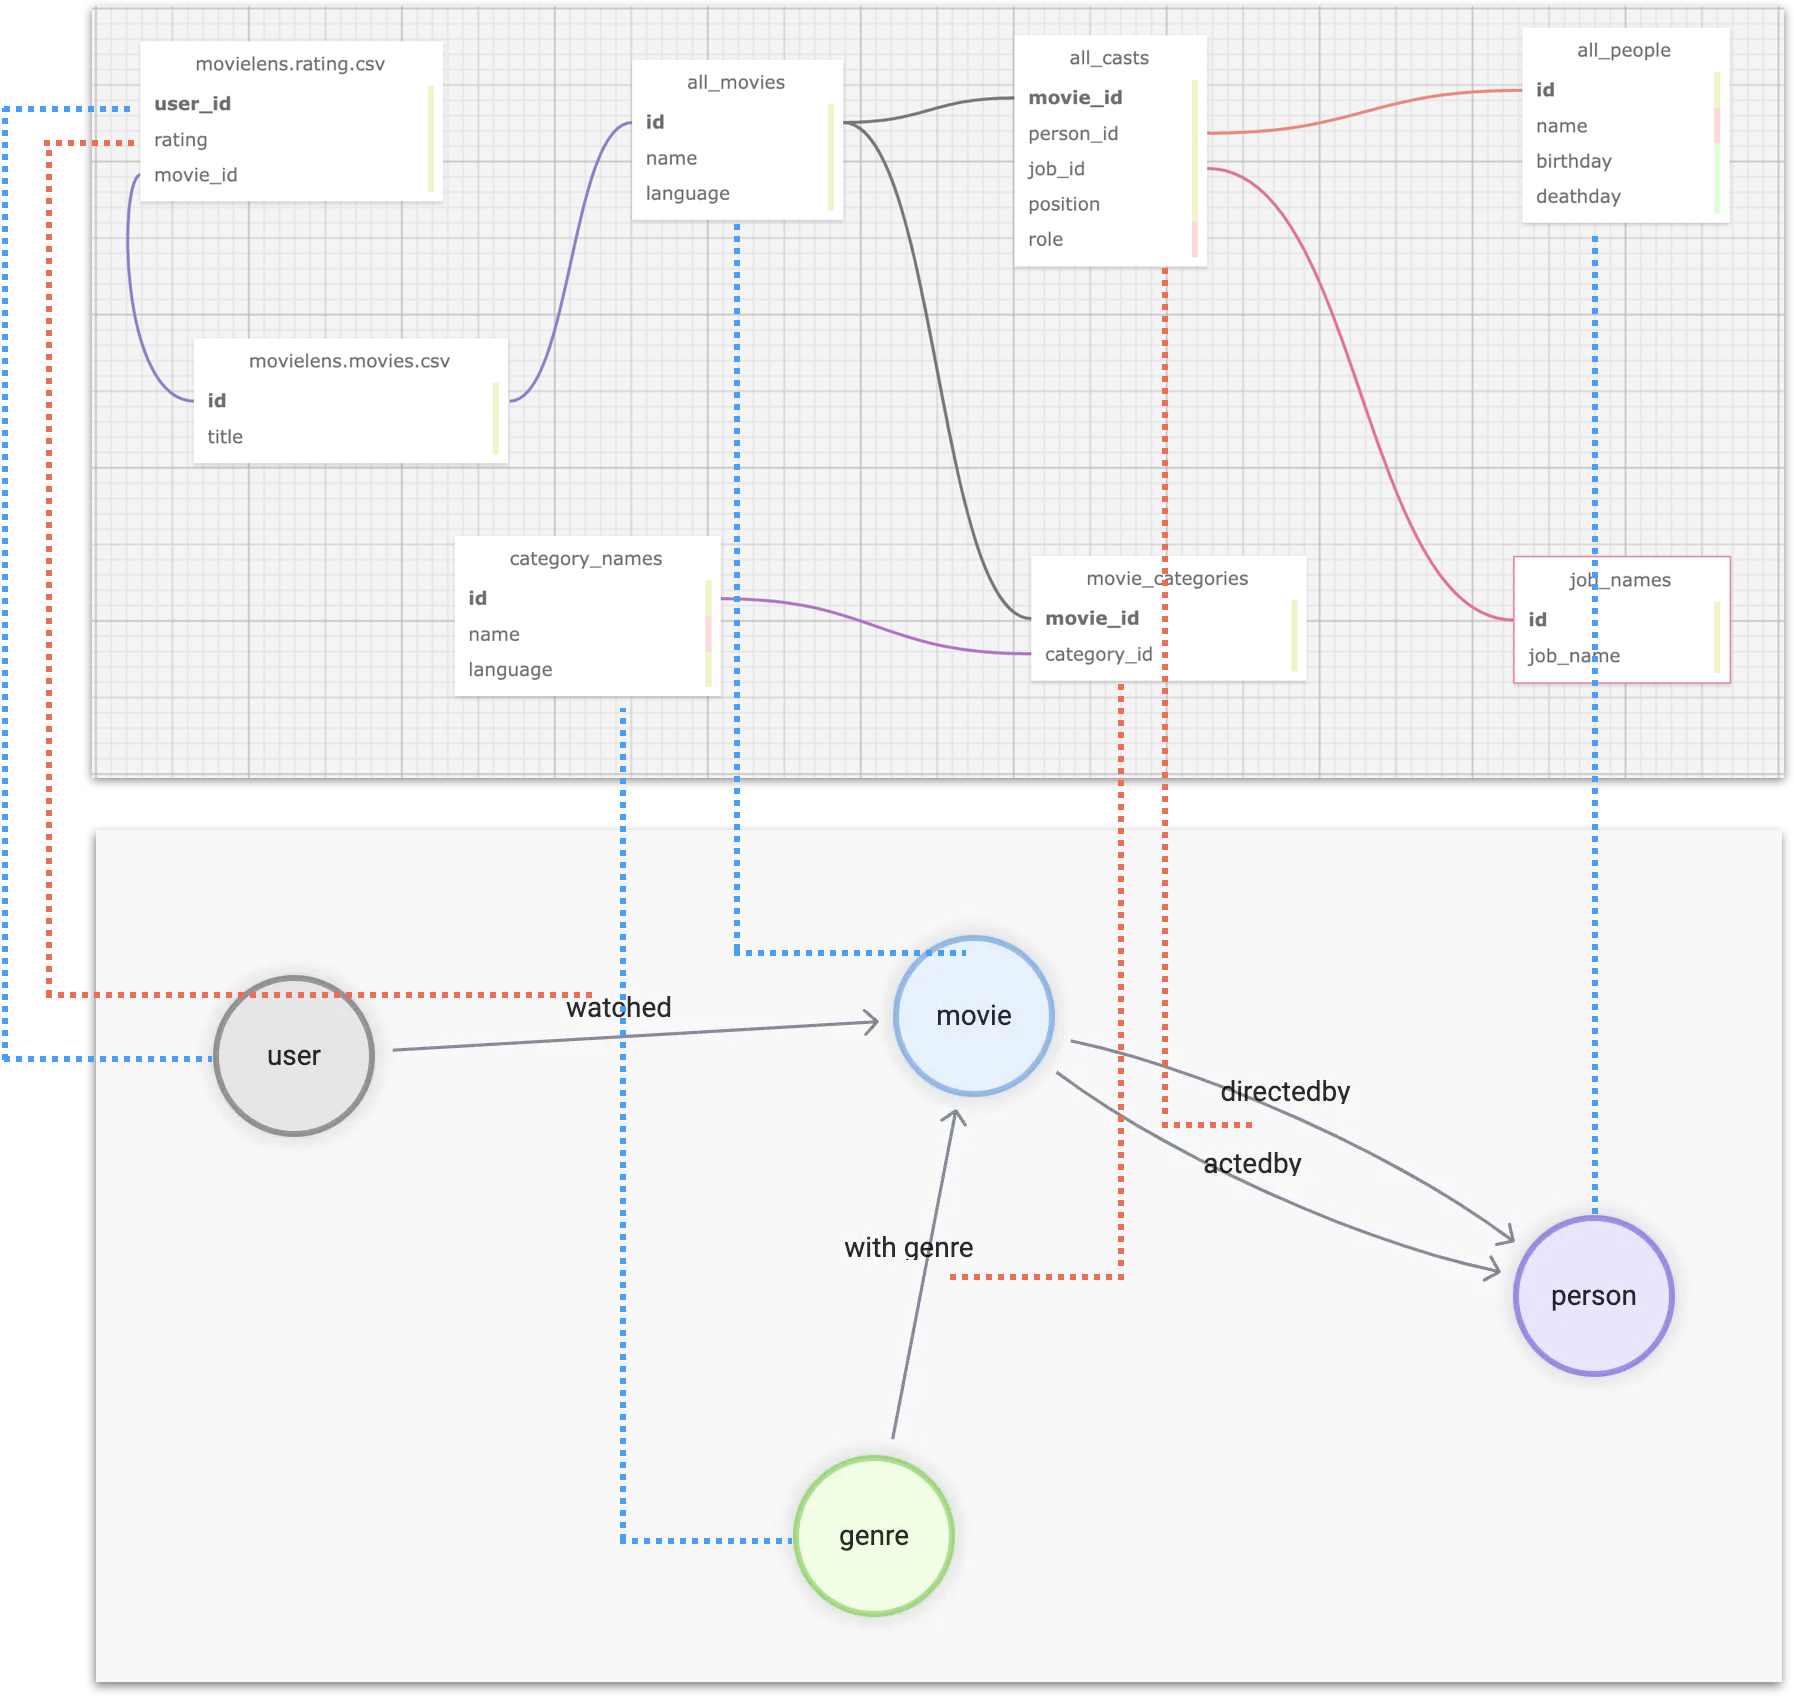 movielens.rating.csv
user_id
rating
movie_id
all_movies
id
name
language
all_casts
movie_id
person_id
job_id
position
role
all_people
id
name
birthday
deathday
movielens.movies.csv
id
title
category_names
id
name
language
movie_categories
movie_id
category_id
job_names
id
job_name
watched
user
movie
directedby
actedby
with genre
person
genre